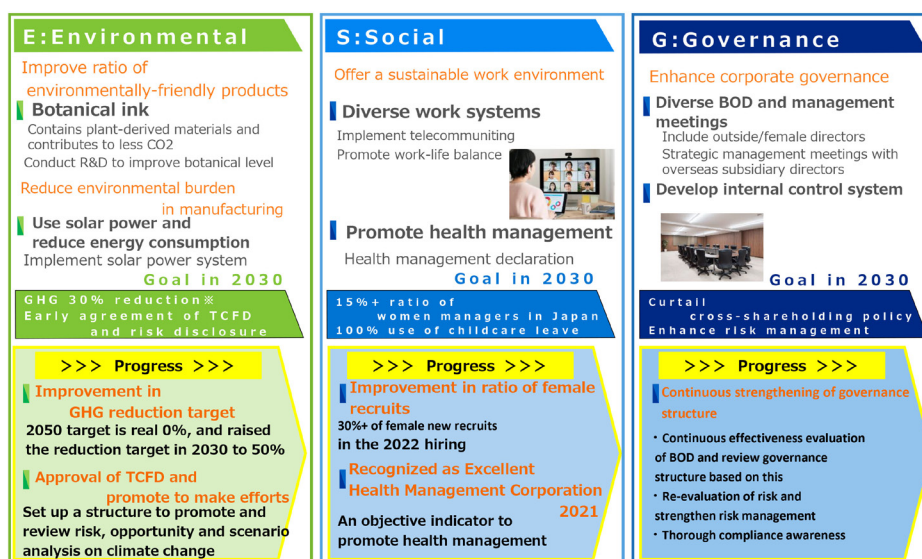 E:Environmental
Improve ratio of
environmentally-friendly products
Botanical ink
Contains plant-derived materials and
contributes to less CO2
Conduct R&D to improve botanical level
Reduce environmental burden
in manufacturing
Use solar power and
reduce energy consumption
Implement solar power system
Goal in 2030
GHG 30% reduction※
Early agreement of TCFD
and risk disclosure
>>> Progress >>>
Improvement in
GHG reduction target
2050 target is real 0%, and raised
the reduction target in 2030 to 50%
Approval of TCFD and
promote to make efforts
Set up a structure to promote and
review risk, opportunity and scenario
analysis on climate change
S:Social
Offer a sustainable work environment
Diverse work systems
Implement telecommuniting
Promote work-life balance
Promote health management
Health management declaration
Goal in 2030
15%+ ratio of
women managers in Japan
100% use of childcare leave
>>> Progress >>>
Improvement in ratio of female
recruits
30%+ of female new recruits
in the 2022 hiring
Recognized as Excellent
Health Management Corporation
2021
An objective indicator to
promote health management
G:Governance
Enhance corporate governance
Diverse BOD and management
meetings
Include outside/female directors
Strategic management meetings with
overseas subsidiary directors
Develop internal control system
Goal in 2030
Curtail
cross-shareholding policy
Enhance risk management
>>> Progress >>>
Continuous strengthening of governance
structure
・Continuous effectiveness evaluation
of BOD and review governance
structure based on this
・Re-evaluation of risk and
strengthen risk management
・Thorough compliance awareness